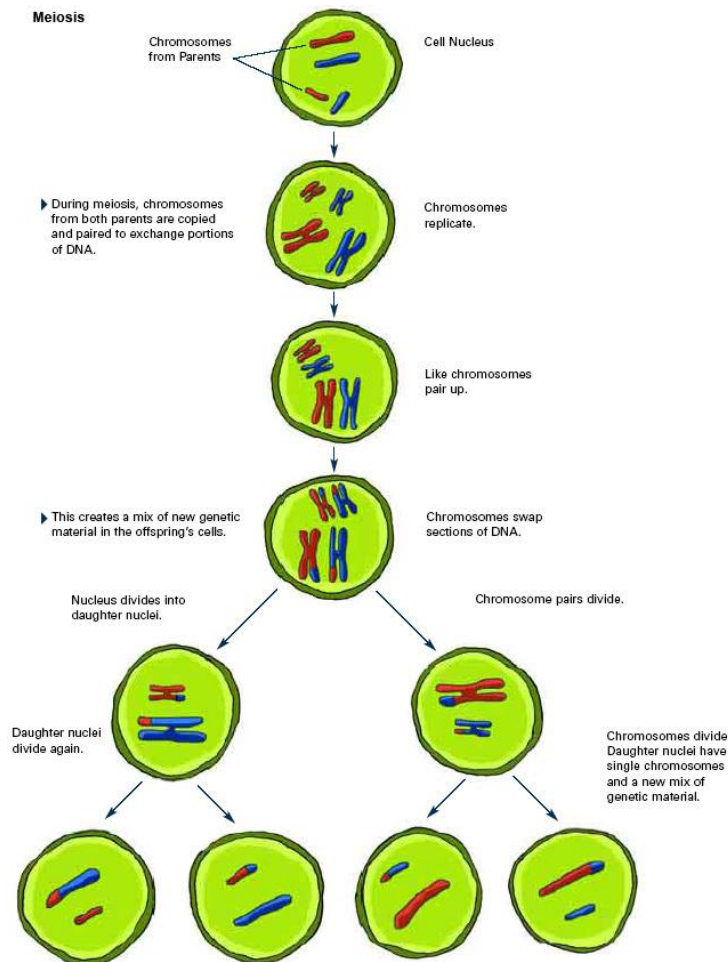 Meiosis
Chromosomes
from Parents
Cell Nucleus
During meiosis, chromosomes
from both parents are copied
and paired to exchange portions
of DNA.
Chromosomes
replicate.
Like chromosomes
pair up.
This creates a mix of new genetic
material in the offspring's cells.
Chromosomes swap
sections of DNA.
Nucleus divides into
daughter nuclei.
Chromosome pairs divide.
Daughter nuclei
divide again.
Chromosomes divide
Daughter nuclei have
single chromosomes
and a new mix of
genetic material.